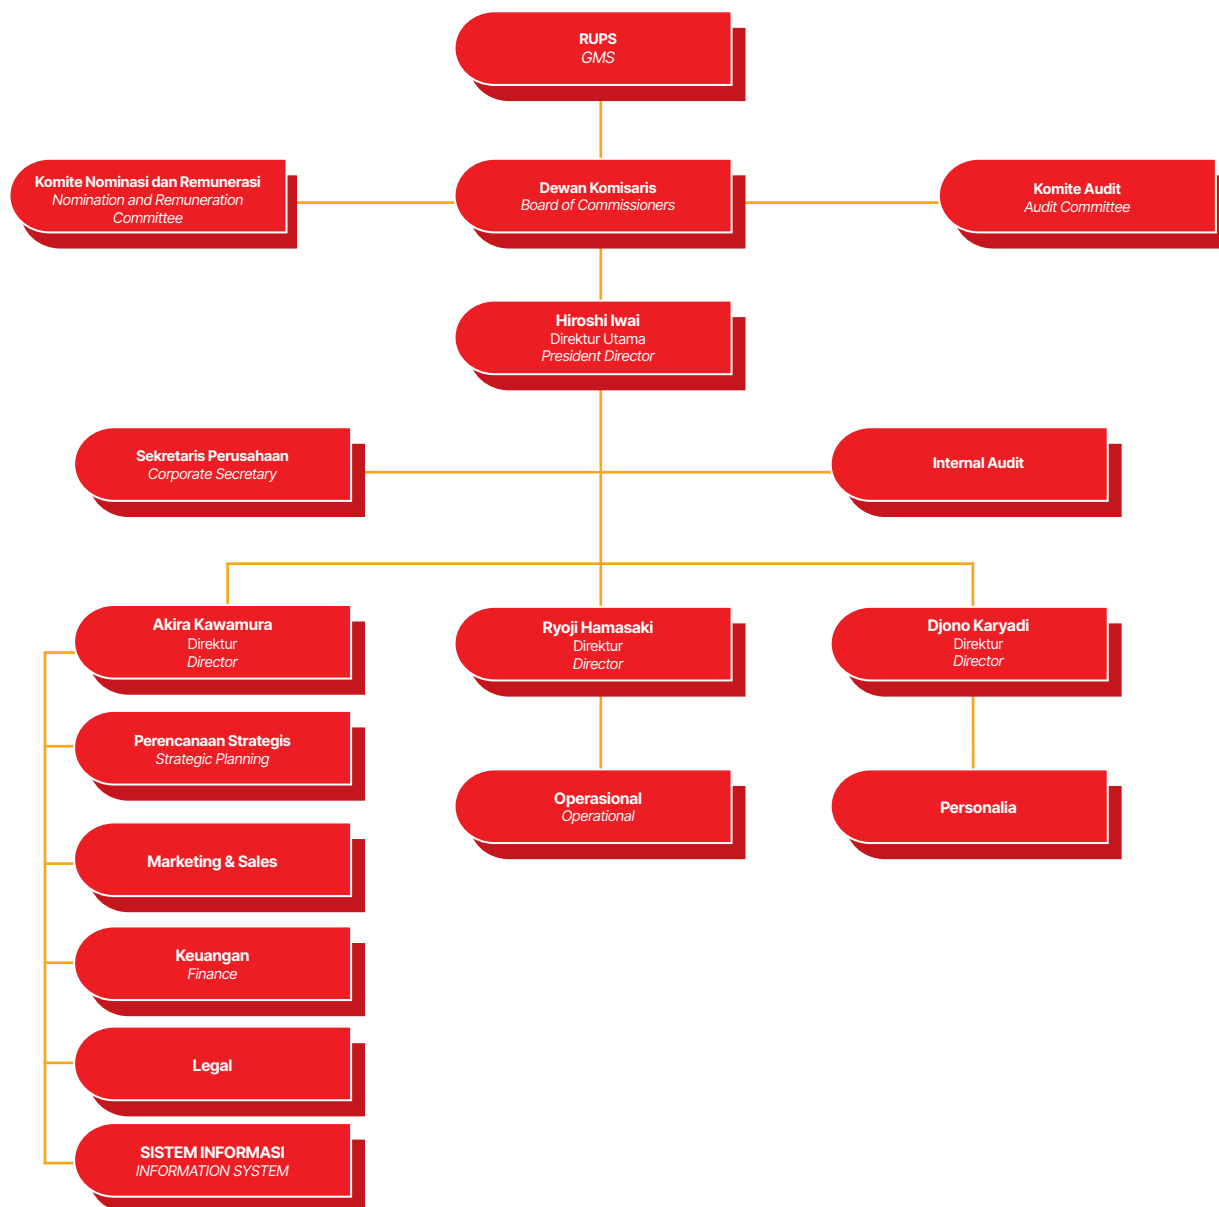 RUPS
GMS
Komite Nominasi dan Remunerasi
Nomination and Remuneration
Committee
Dewan Komisaris
Board of Commissioners
Komite Audit
Audit Committee
Hiroshi Iwai
Direktur Utama
President Director
Sekretaris Perusahaan
Corporate Secretary
Internal Audit
Akira Kawamura
Direktur
Director
Ryoji Hamasaki
Direktur
Director
Djono Karyadi
Direktur
Director
Perencanaan Strategis
Strategic Planning
Operasional
Operational
Personalia
Marketing & Sales
Keuangan
Finance
Legal
SISTEM INFORMASI
INFORMATION SYSTEM